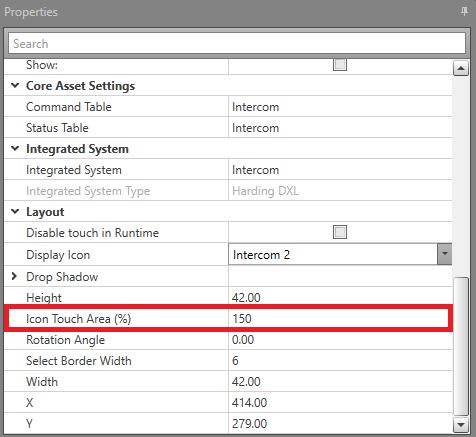 Properties
Search
Show:
Core Asset Settings
Command Table Intercom
Status Table Intercom
Integrated System
Integrated System Intercom
Integrated System Type Harding DXL
Layout
Disable touch in Runtime
Display Icon Intercom 2
Drop Shadow
Height 42.00
Icon Touch Area (%) 150
Rotation Angle 0.00
Select Border Width 6
Width 42.00
X 414.00
Y 279.00